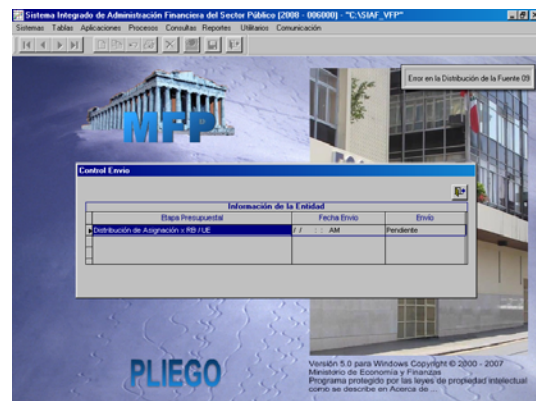 Sistema Integrado de Administración Financiera del Sector Público [2008 - 006000] - "C:\SIAF_VFP"
Sistemas Tablas Aplicaciones Procesos Consultas Reportes Utilitarios Comunicación
Error en la Distribución de la Fuente 09
MFP
Control Envío
Información de la Entidad
Etapa Presupuestal Fecha Envío Envío
Distribución de Asignación x RB / UE / / : : AM Pendiente
PLIEGO
Versión 5.0 para Windows Copyright © 2000 - 2007
Ministerio de Economía y Finanzas
Programa protegido por las leyes de propiedad intelectual
como se describe en Acerca de ...